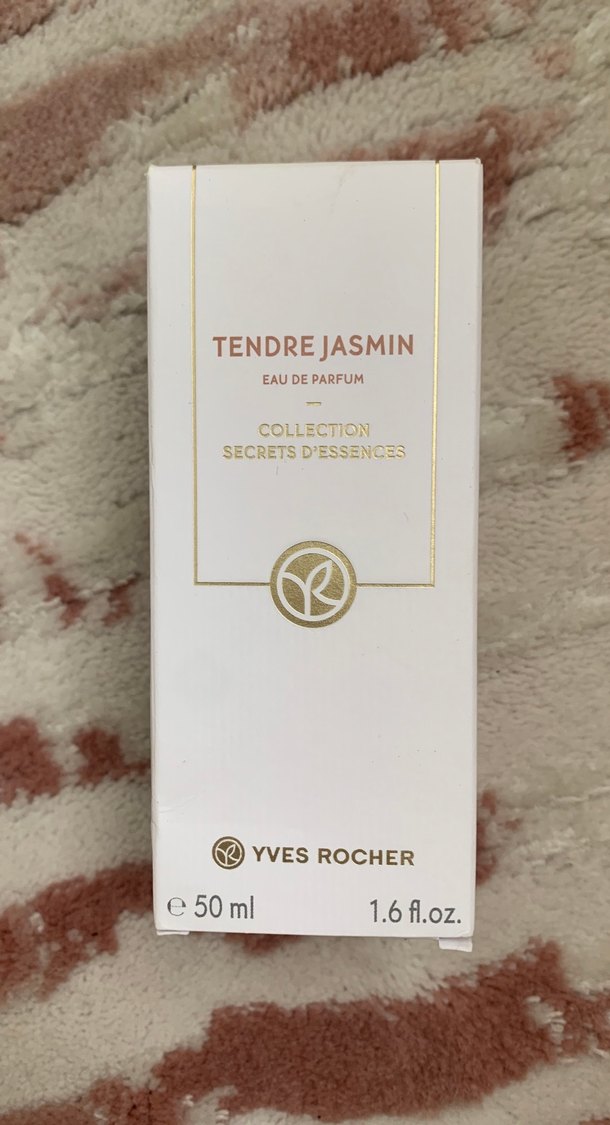 TENDRE JASMIN
EAU DE PARFUM
COLLECTION
SECRETS D'ESSENCES
YVES ROCHER
℮ 50 ml 1.6 fl.oz.